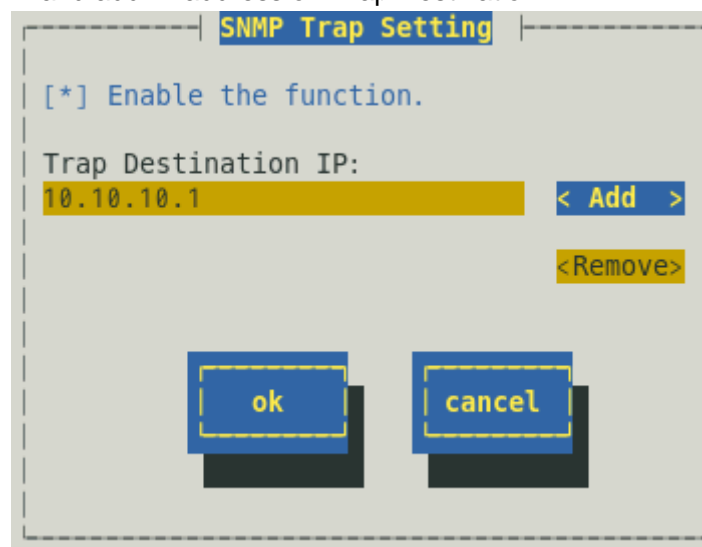 SNMP Trap Setting
[*] Enable the function.
Trap Destination IP:
10.10.10.1 < Add >
<Remove>
ok cancel